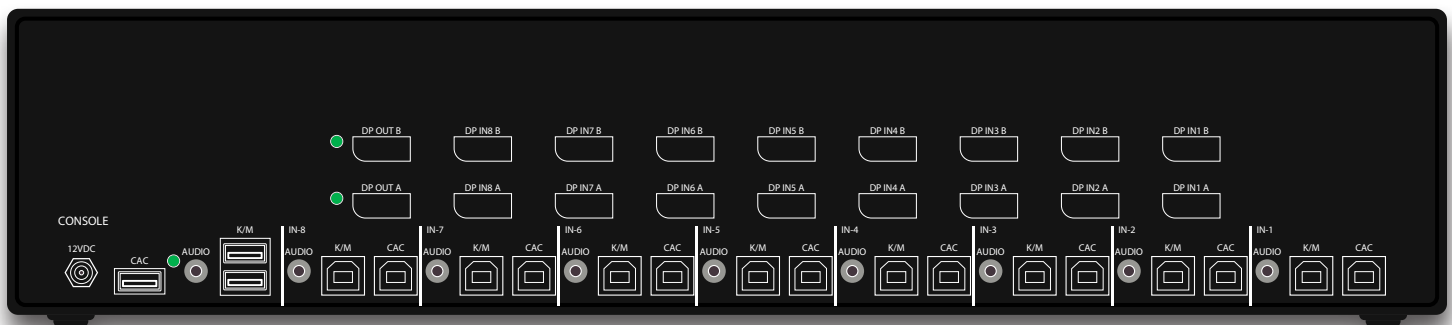 DP OUT B DP IN8 B DP IN7 B DP IN6 B DP IN5 B DP IN4 B DP IN3 B DP IN2 B DP IN1 B
DP OUT A DP IN8 A DP IN7 A DP IN6 A DP IN5 A DP IN4 A DP IN3 A DP IN2 A DP IN1 A
CONSOLE
K/M IN-8 IN-7 IN-6 IN-5 IN-4 IN-3 IN-2 IN-1
12VDC CAC AUDIO AUDIO K/M CAC AUDIO K/M CAC AUDIO K/M CAC AUDIO K/M CAC AUDIO K/M CAC AUDIO K/M CAC AUDIO K/M CAC AUDIO K/M CAC